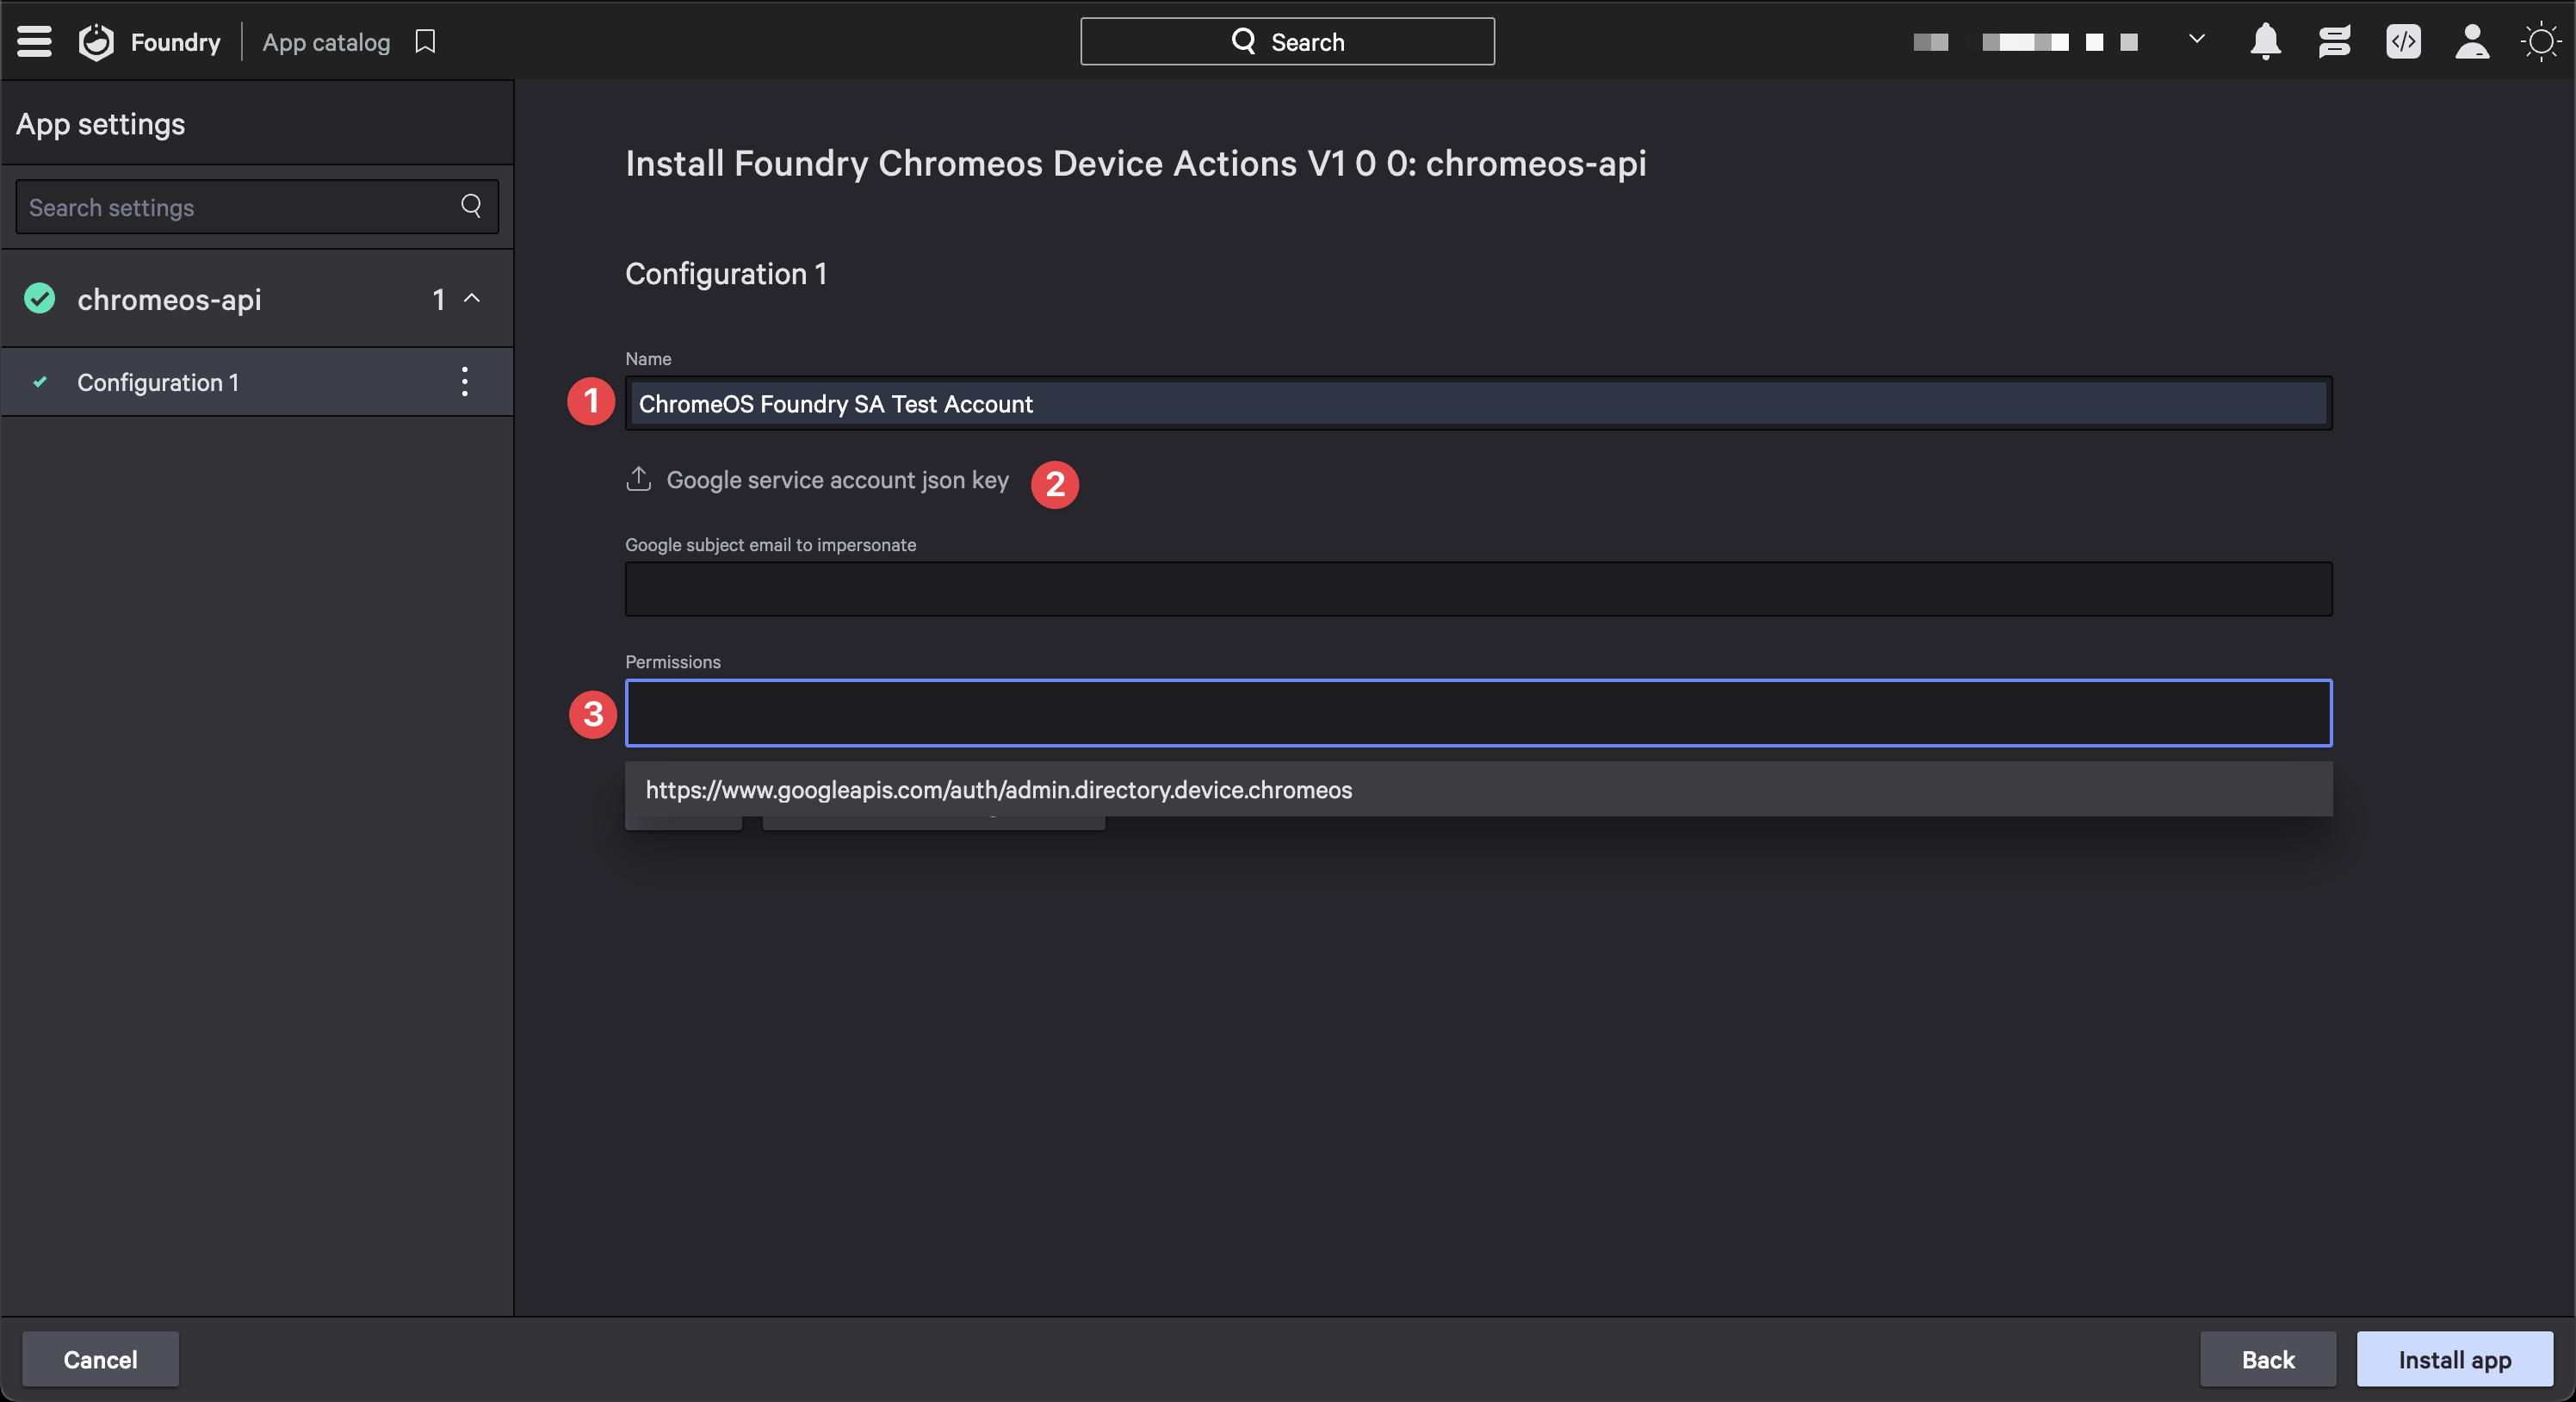 Foundry
App catalog
Search
App settings
Search settings
chromeos-api
1
Configuration 1
Install Foundry Chromeos Device Actions V1 0 0: chromeos-api
Configuration 1
Name
1
ChromeOS Foundry SA Test Account
Google service account json key
2
Google subject email to impersonate
Permissions
3
https://www.googleapis.com/auth/admin.directory.device.chromeos
Cancel
Back
Install app